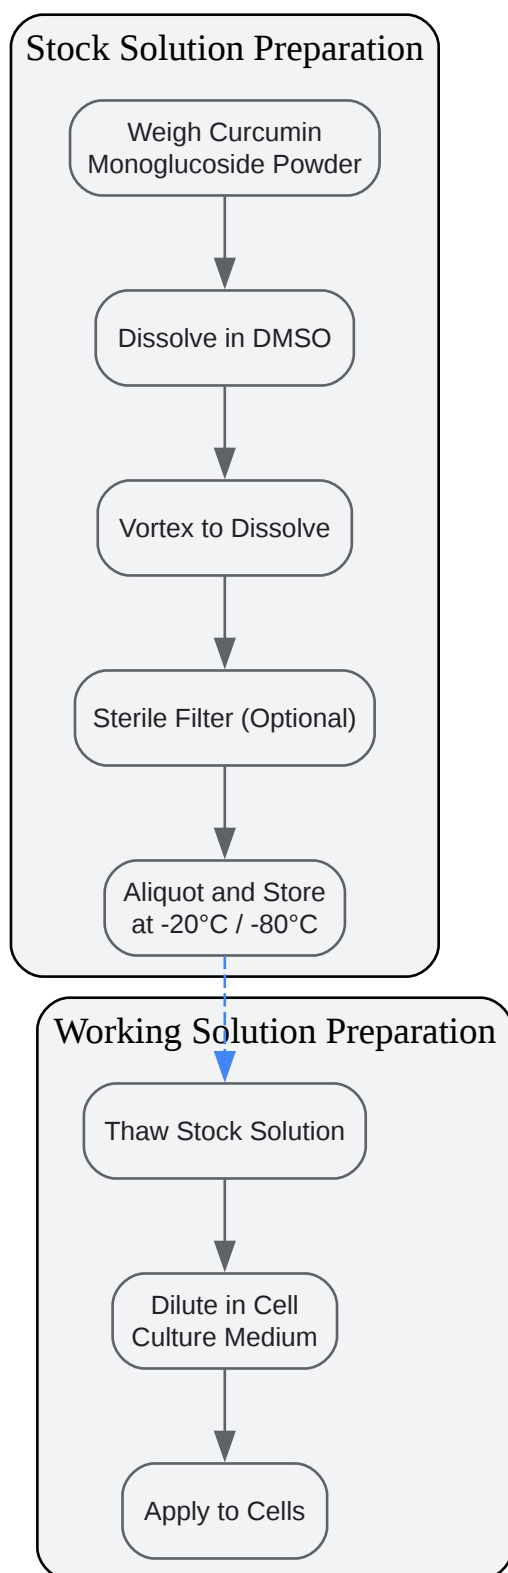 Stock Solution Preparation
Weigh Curcumin
Monoglucoside Powder
Dissolve in DMSO
Vortex to Dissolve
Sterile Filter (Optional)
Aliquot and Store
at -20°C / -80°C
Working Solution Preparation
Thaw Stock Solution
Dilute in Cell
Culture Medium
Apply to Cells